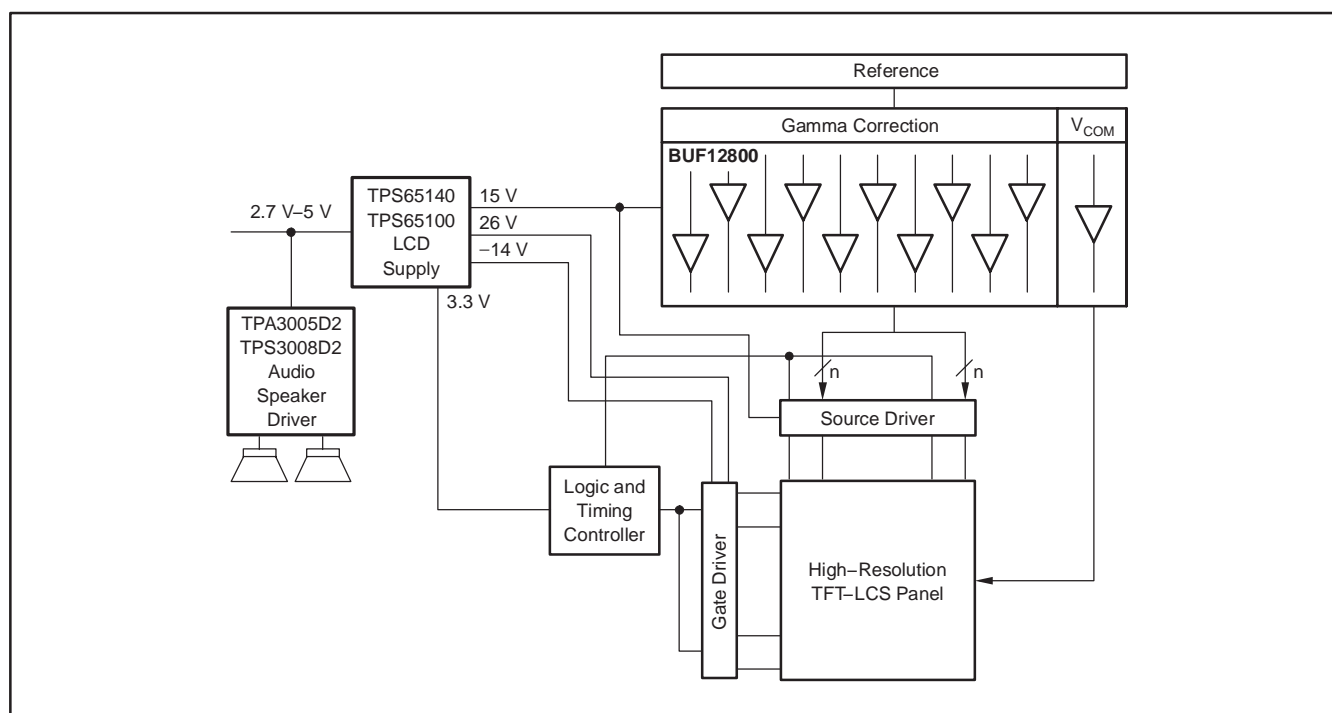 Reference
Gamma Correction
V_COM
BUF12800
TPS65140
TPS65100
LCD
Supply
15 V
26 V
−14 V
3.3 V
2.7 V−5 V
TPA3005D2
TPS3008D2
Audio
Speaker
Driver
n
n
Source Driver
Logic and
Timing
Controller
Gate Driver
High−Resolution
TFT−LCS Panel